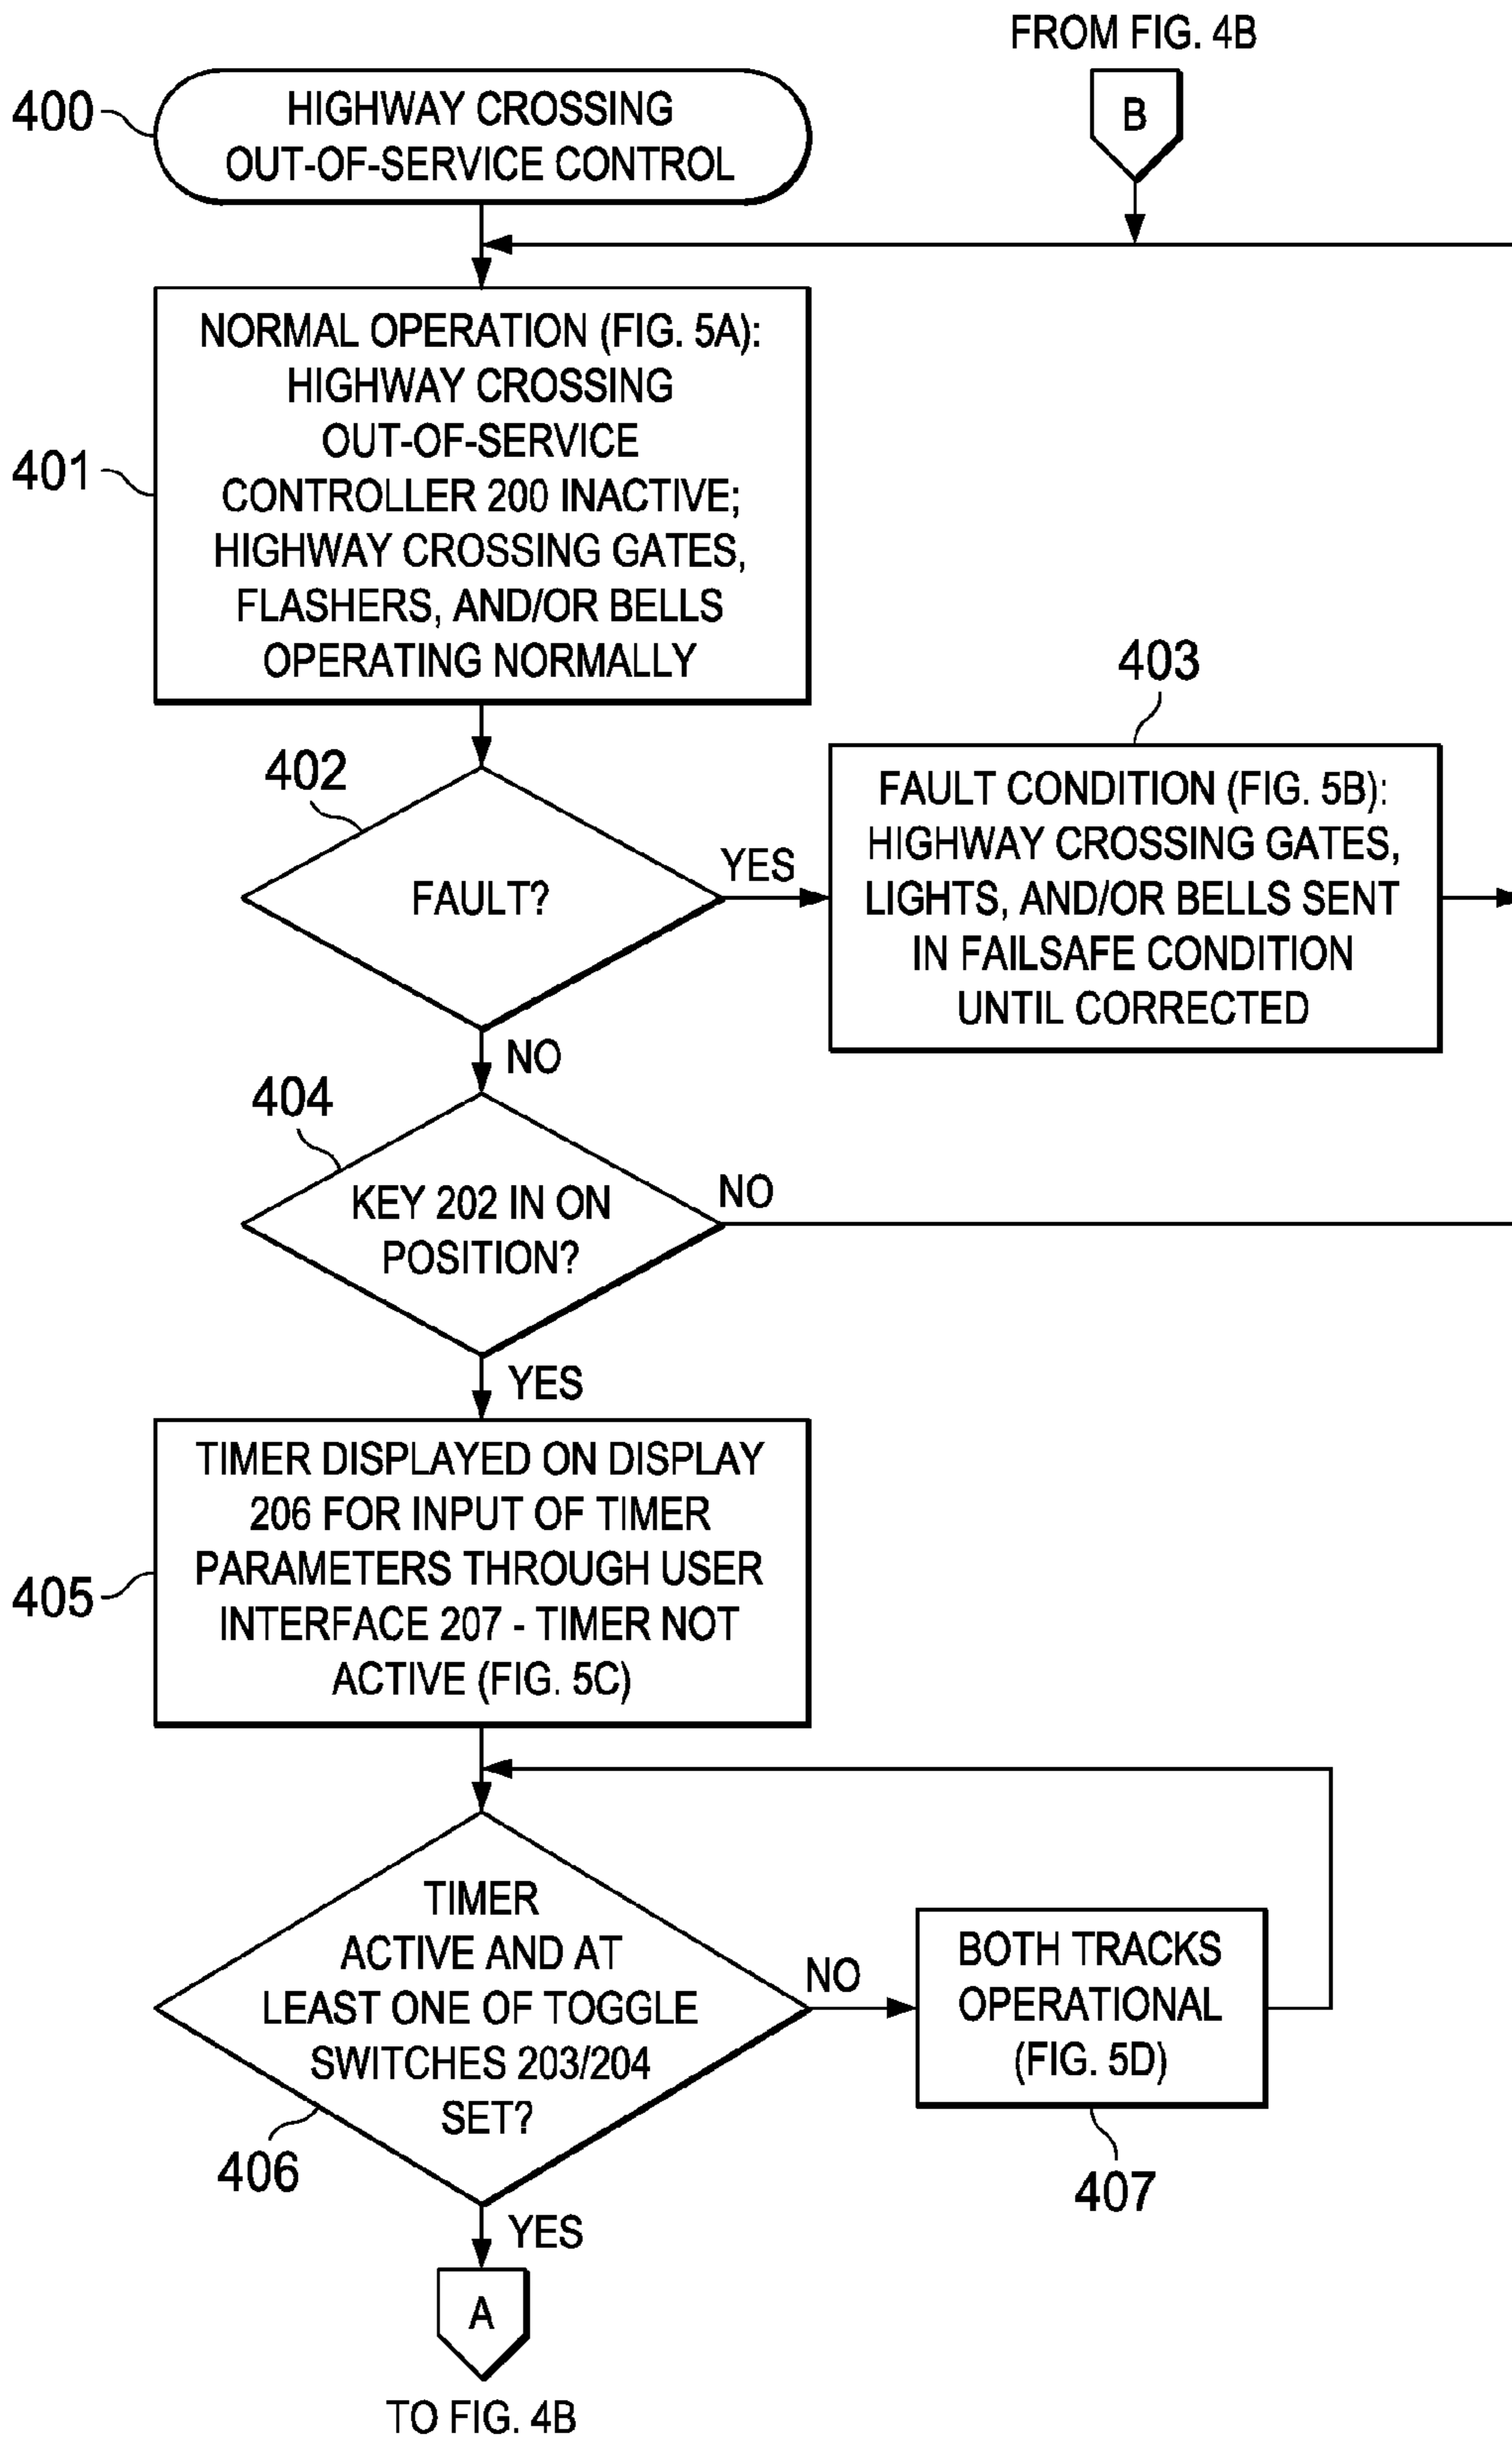 FROM FIG. 4B
B
400
HIGHWAY CROSSING
OUT-OF-SERVICE CONTROL
401
NORMAL OPERATION (FIG. 5A):
HIGHWAY CROSSING
OUT-OF-SERVICE
CONTROLLER 200 INACTIVE;
HIGHWAY CROSSING GATES,
FLASHERS, AND/OR BELLS
OPERATING NORMALLY
402
FAULT?
YES
NO
403
FAULT CONDITION (FIG. 5B):
HIGHWAY CROSSING GATES,
LIGHTS, AND/OR BELLS SENT
IN FAILSAFE CONDITION
UNTIL CORRECTED
404
KEY 202 IN ON
POSITION?
NO
YES
405
TIMER DISPLAYED ON DISPLAY
206 FOR INPUT OF TIMER
PARAMETERS THROUGH USER
INTERFACE 207 - TIMER NOT
ACTIVE (FIG. 5C)
TIMER
ACTIVE AND AT
LEAST ONE OF TOGGLE
SWITCHES 203/204
SET?
406
NO
BOTH TRACKS
OPERATIONAL
(FIG. 5D)
407
YES
A
TO FIG. 4B